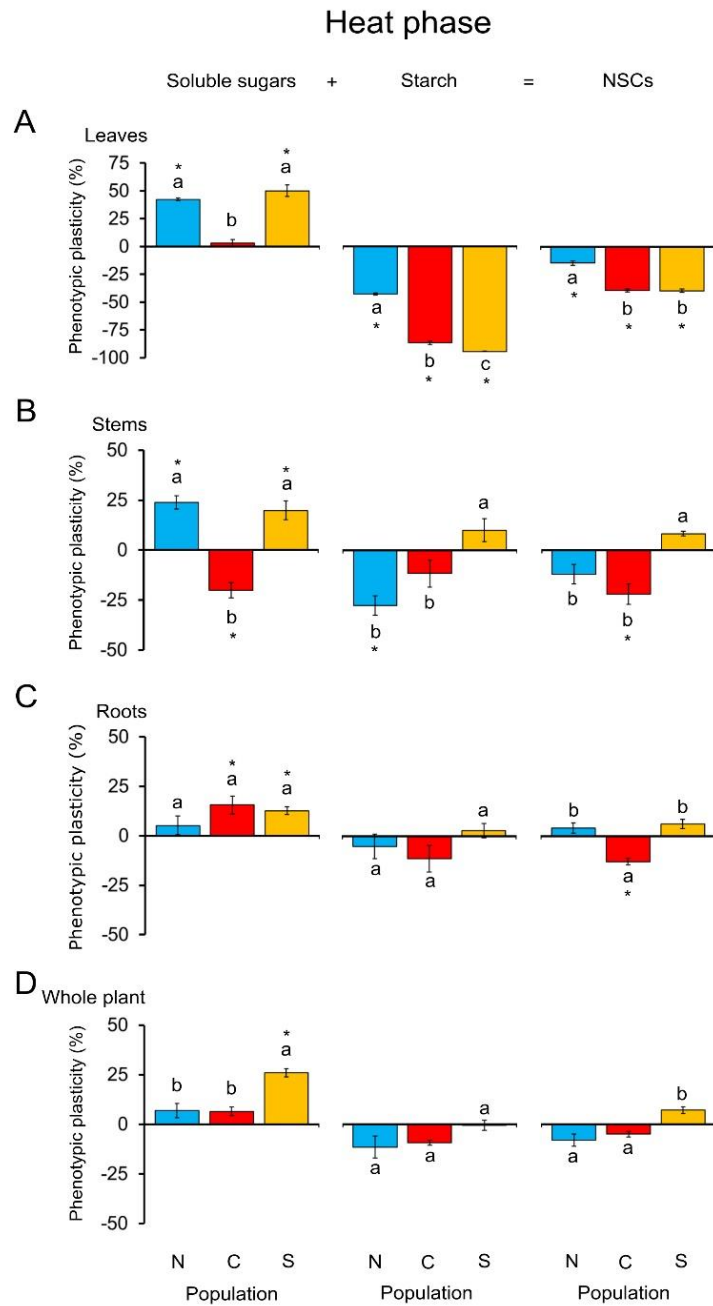 Heat phase
Soluble sugars + Starch = NSCs
A
Leaves
Phenotypic plasticity (%)
75
50
25
0
-25
-50
-75
-100
* * 
a b a
a b c
* * *
a b b
* * *
B
Stems
Phenotypic plasticity (%)
50
25
0
-25
-50
* *
a b a
*
b b a
*
b b a
*
C
Roots
Phenotypic plasticity (%)
50
25
0
-25
-50
* *
a a a
a a a
b a b
*
D
Whole plant
Phenotypic plasticity (%)
50
25
0
-25
-50
*
b b a
a a a
a a b
N C S N C S N C S
Population Population Population